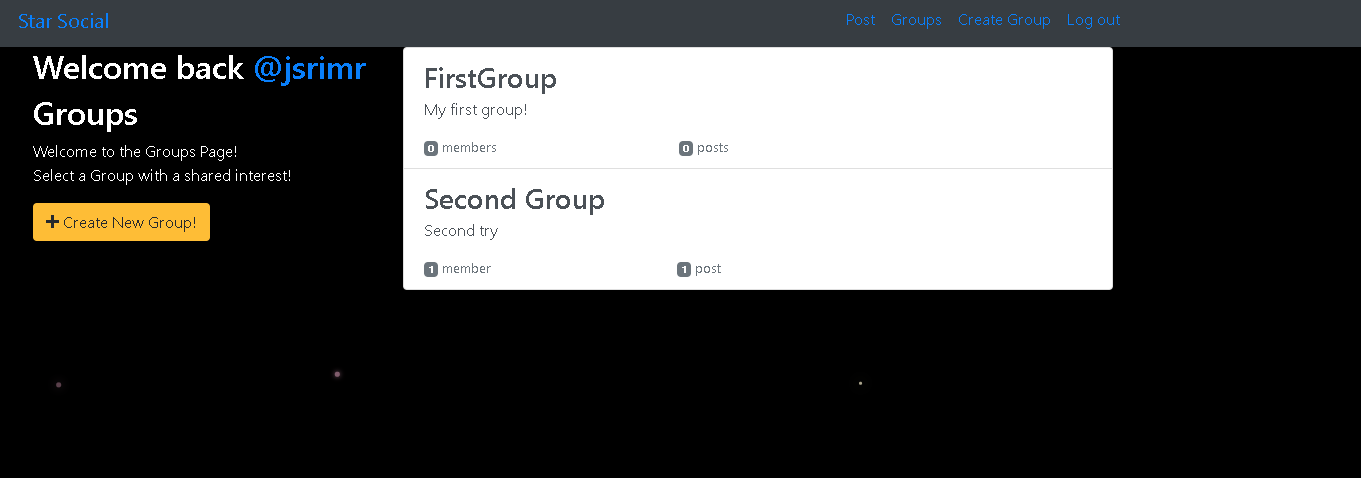 Star Social
Post Groups Create Group Log out
Welcome back @jsrimr
Groups
Welcome to the Groups Page!
Select a Group with a shared interest!
Create New Group!
FirstGroup
My first group!
0 members 0 posts
Second Group
Second try
1 member 1 post